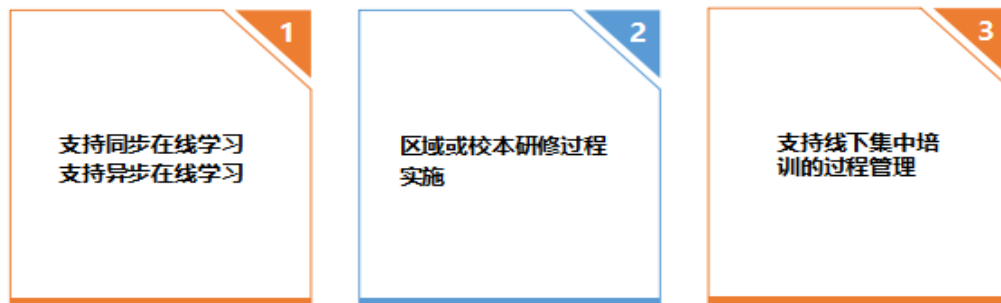 1
支持同步在线学习
支持异步在线学习
2
区域或校本研修过程
实施
3
支持线下集中培
训的过程管理